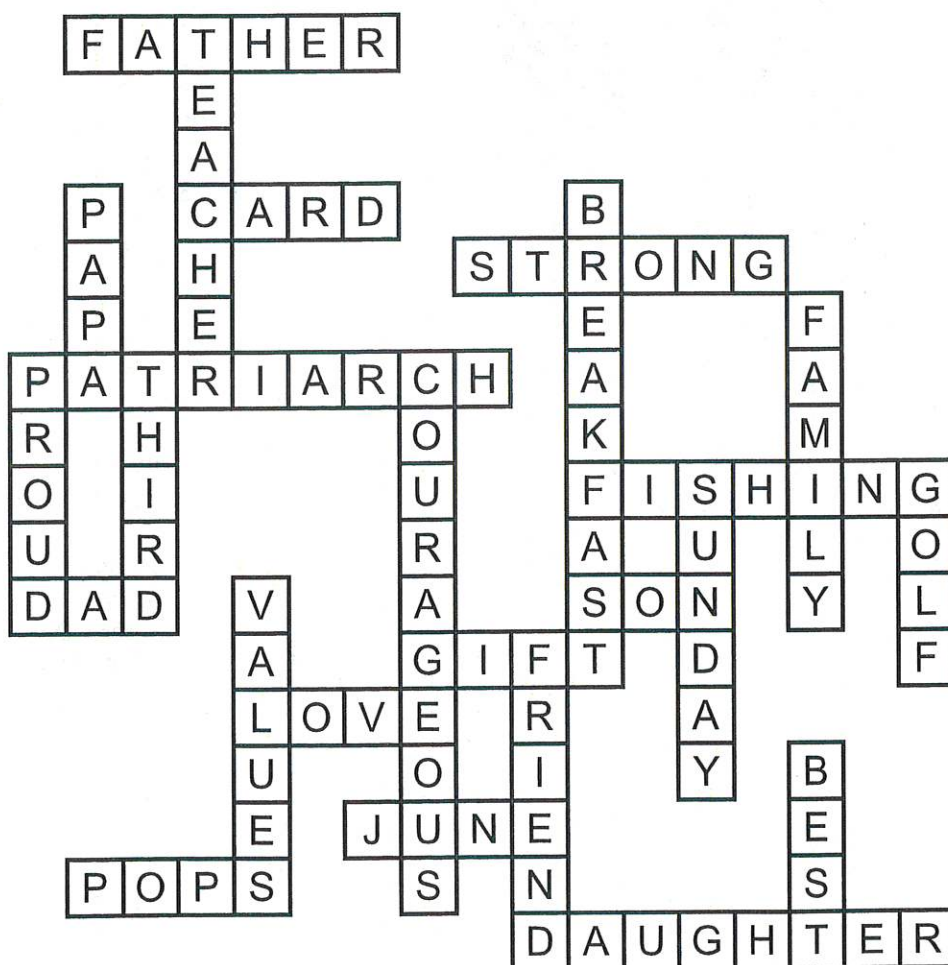 FATHER
TEACHER
PAPA
CARD
BREAKFAST
STRONG
FAMILY
PATRIARCH
PROUD
THIRD
COURAGEOUS
FISHING
SUNDAY
GOLF
DAD
VALUES
SON
GIFT
FRIEND
LOVE
BEST
JUNE
POPS
DAUGHTER